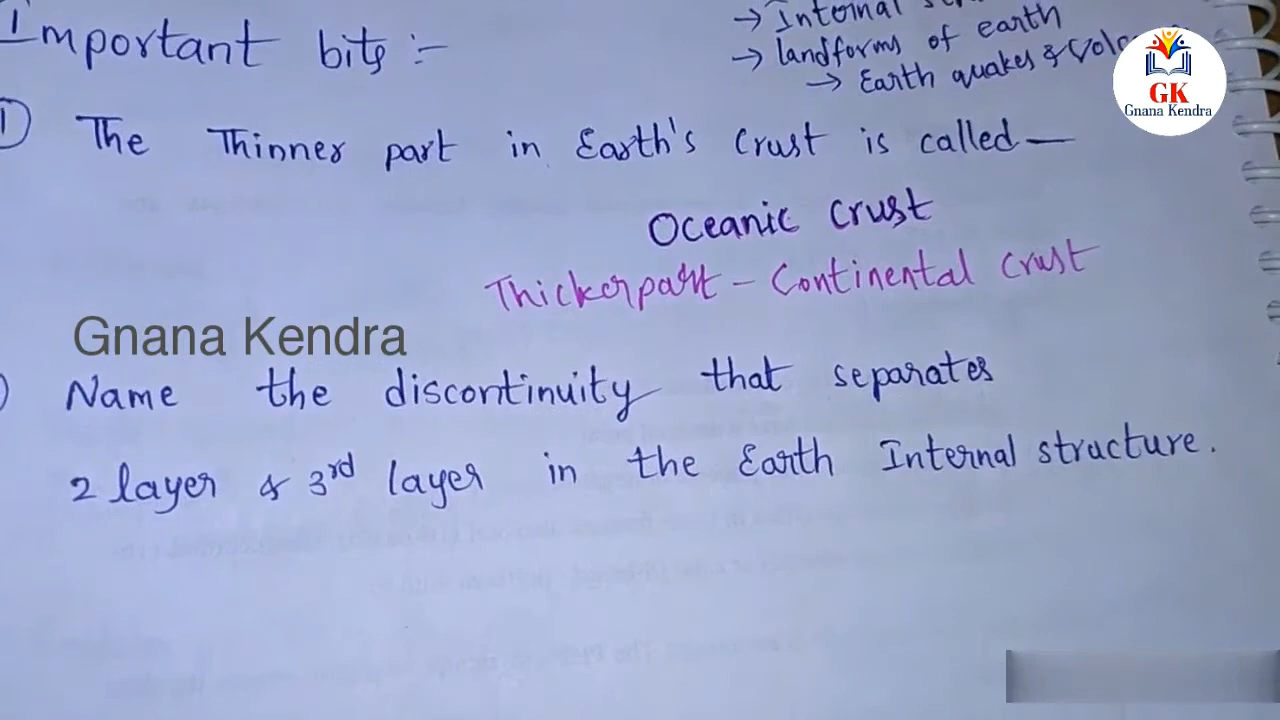 Important bits :-
→ Internal
→ landforms of earth
→ Earth quakes &
GK
Gnana Kendra
1) The Thinner part in Earth's Crust is called —
Oceanic Crust
Thicker part - Continental Crust
Gnana Kendra
) Name the discontinuity that separates
2 layer & 3rd layer in the Earth Internal structure.